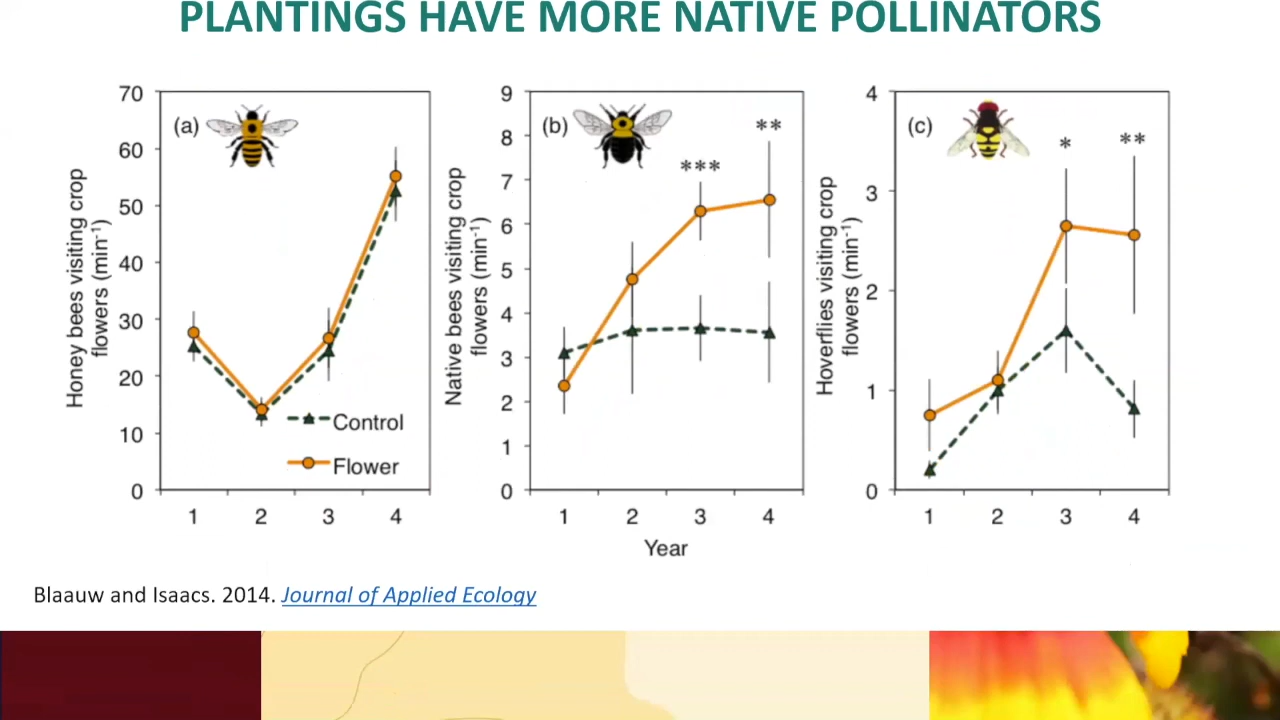 PLANTINGS HAVE MORE NATIVE POLLINATORS
70
60
50
40
30
20
10
0
Honey bees visiting crop
flowers (min-1)
(a)
Control
Flower
1 2 3 4
9
8
7
6
5
4
3
2
1
0
Native bees visiting crop
flowers (min-1)
(b)
***
**
1 2 3 4
Year
4
3
2
1
0
Hoverflies visiting crop
flowers (min-1)
(c)
*
**
1 2 3 4
Blaauw and Isaacs. 2014. Journal of Applied Ecology